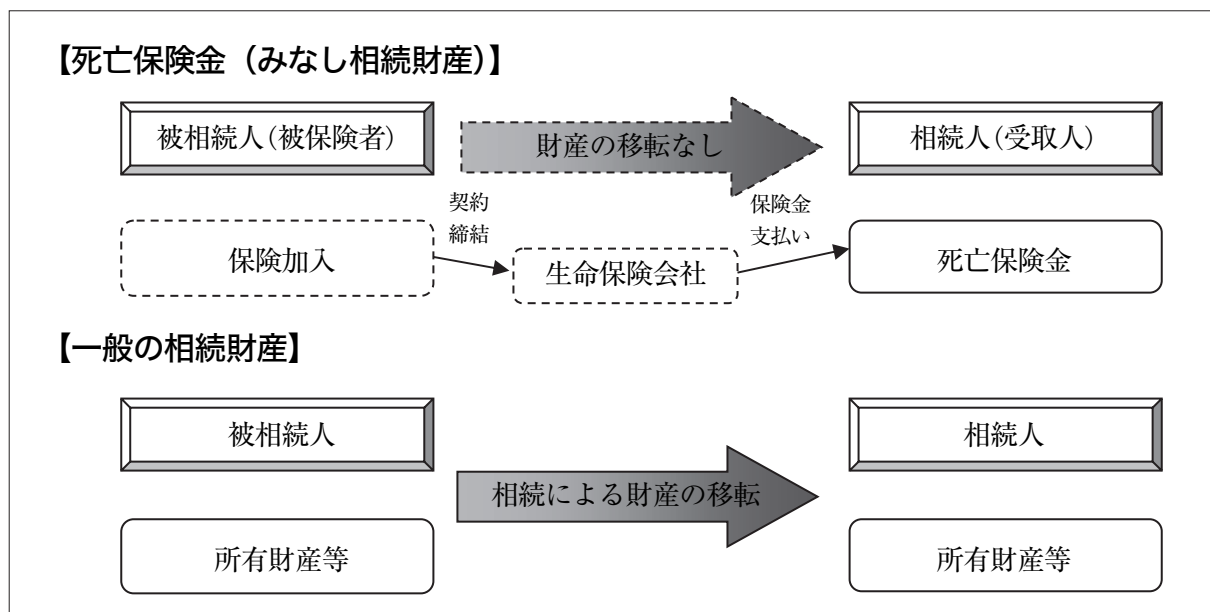 【死亡保険金（みなし相続財産）】
被相続人（被保険者）
財産の移転なし
相続人（受取人）
契約
締結
保険金
支払い
保険加入
生命保険会社
死亡保険金
【一般の相続財産】
被相続人
相続人
相続による財産の移転
所有財産等
所有財産等